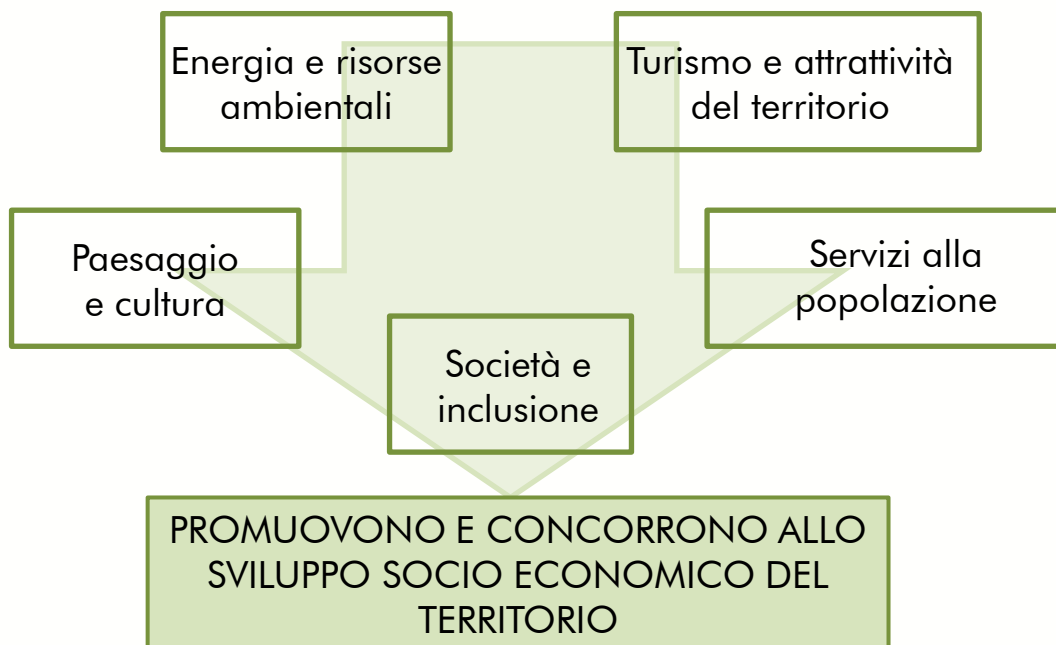 Energia e risorse
ambientali
Turismo e attrattività
del territorio
Paesaggio
e cultura
Servizi alla
popolazione
Società e
inclusione
PROMUOVONO E CONCORRONO ALLO
SVILUPPO SOCIO ECONOMICO DEL
TERRITORIO